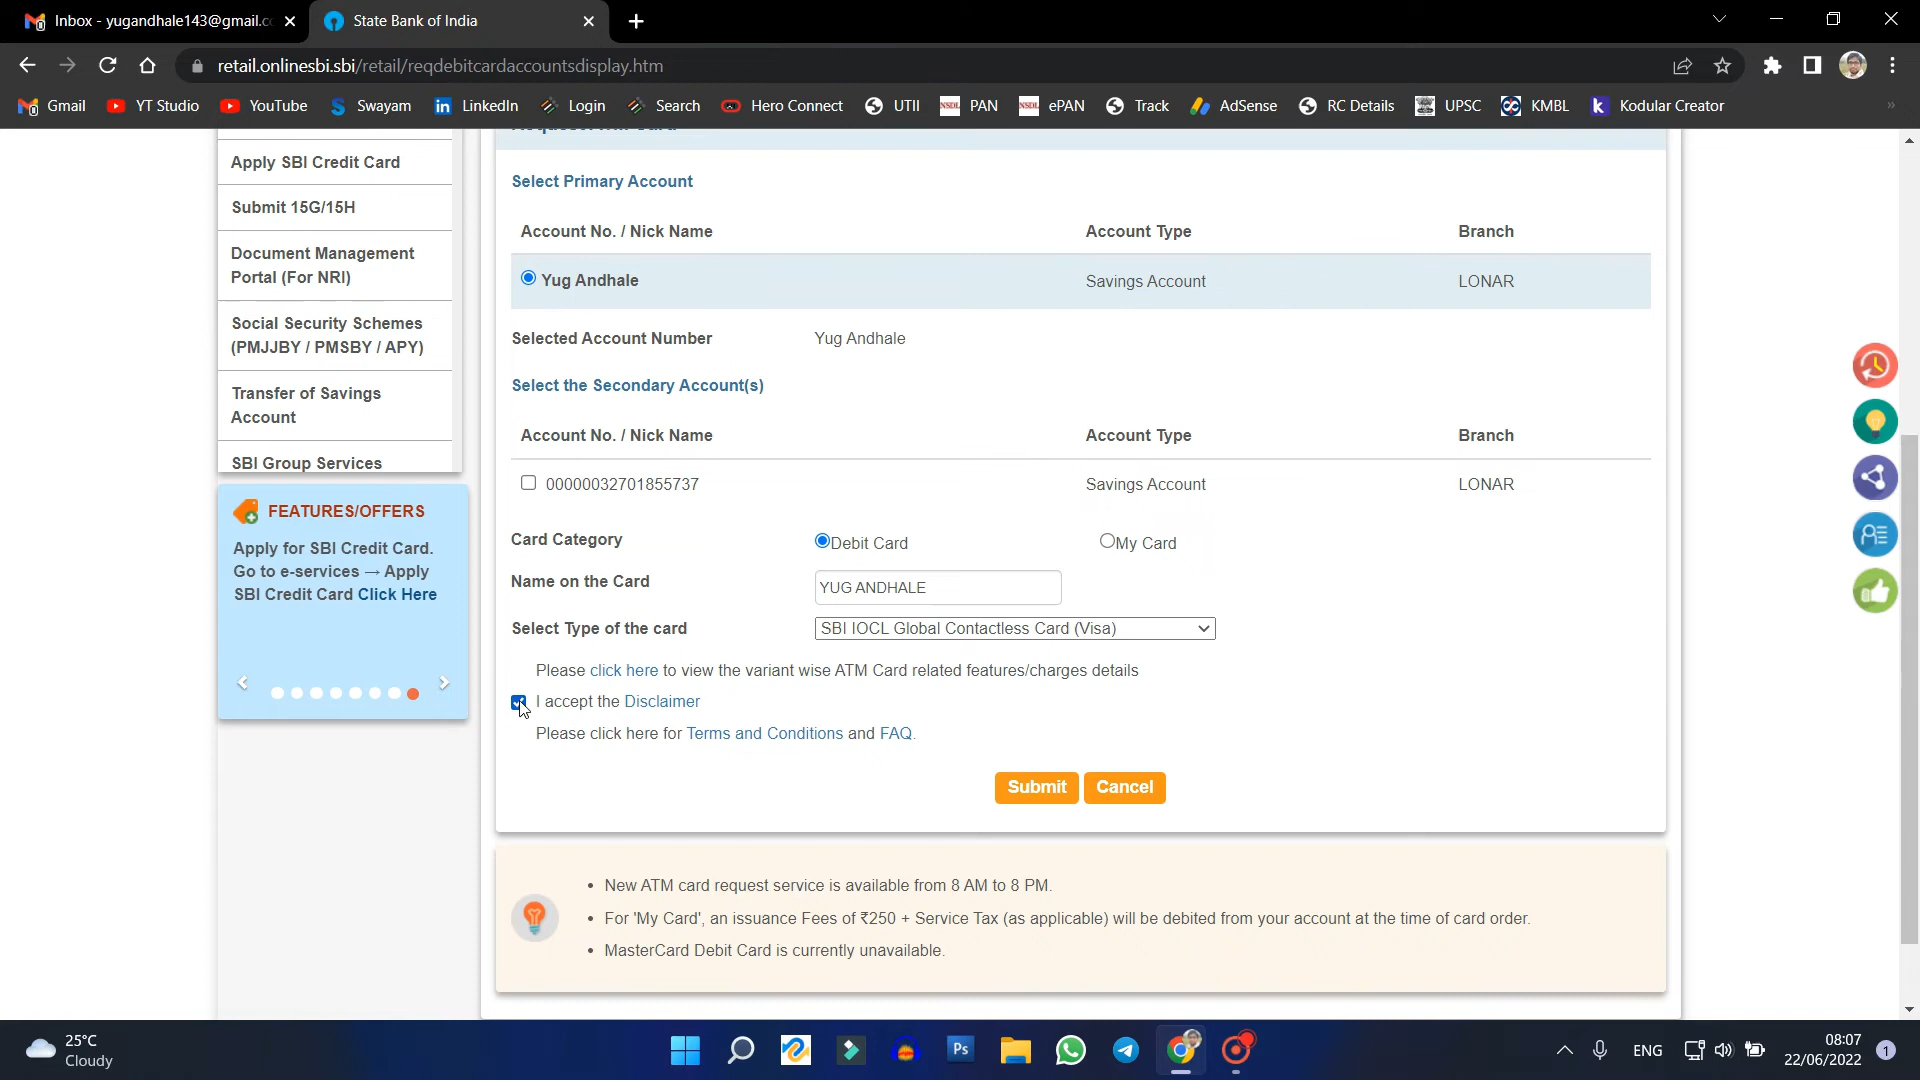 Inbox - yugandhale143@gmail.c
State Bank of India
retail.onlinesbi.sbi/retail/reqdebitcardaccountsdisplay.htm
Gmail YT Studio YouTube Swayam LinkedIn Login Search Hero Connect UTII PAN ePAN Track AdSense RC Details UPSC KMBL Kodular Creator
Apply SBI Credit Card
Submit 15G/15H
Document Management
Portal (For NRI)
Social Security Schemes
(PMJJBY / PMSBY / APY)
Transfer of Savings
Account
SBI Group Services
FEATURES/OFFERS
Apply for SBI Credit Card.
Go to e-services → Apply
SBI Credit Card Click Here
Select Primary Account
Account No. / Nick Name Account Type Branch
Yug Andhale Savings Account LONAR
Selected Account Number Yug Andhale
Select the Secondary Account(s)
Account No. / Nick Name Account Type Branch
00000032701855737 Savings Account LONAR
Card Category Debit Card My Card
Name on the Card YUG ANDHALE
Select Type of the card SBI IOCL Global Contactless Card (Visa)
Please click here to view the variant wise ATM Card related features/charges details
I accept the Disclaimer
Please click here for Terms and Conditions and FAQ.
Submit Cancel
• New ATM card request service is available from 8 AM to 8 PM.
• For 'My Card', an issuance Fees of ₹250 + Service Tax (as applicable) will be debited from your account at the time of card order.
• MasterCard Debit Card is currently unavailable.
25°C
Cloudy
Ps
ENG
08:07
22/06/2022
1